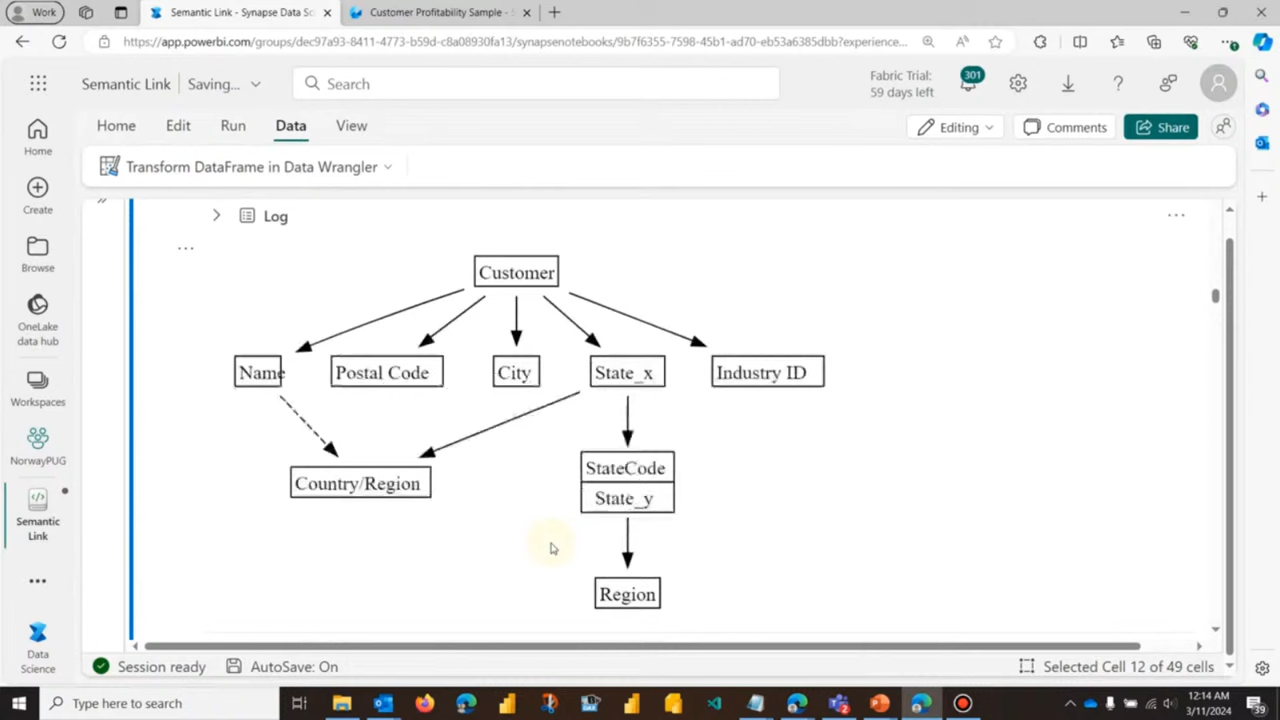 Work
Semantic Link - Synapse Data Sc
Customer Profitability Sample -
https://app.powerbi.com/groups/dec97a93-8411-4773-b59d-c8a08930fa13/synapsenotebooks/9b7f6355-7598-45b1-ad70-eb53a6385dbb?experience...
Semantic Link
Saving...
Search
Fabric Trial:
59 days left
301
Home
Edit
Run
Data
View
Editing
Comments
Share
Transform DataFrame in Data Wrangler
Home
Create
Browse
OneLake
data hub
Workspaces
NorwayPUG
Semantic
Link
Data
Science
Log
Customer
Name
Postal Code
City
State_x
Industry ID
Country/Region
StateCode
State_y
Region
Session ready
AutoSave: On
Selected Cell 12 of 49 cells
Type here to search
12:14 AM
3/11/2024
39